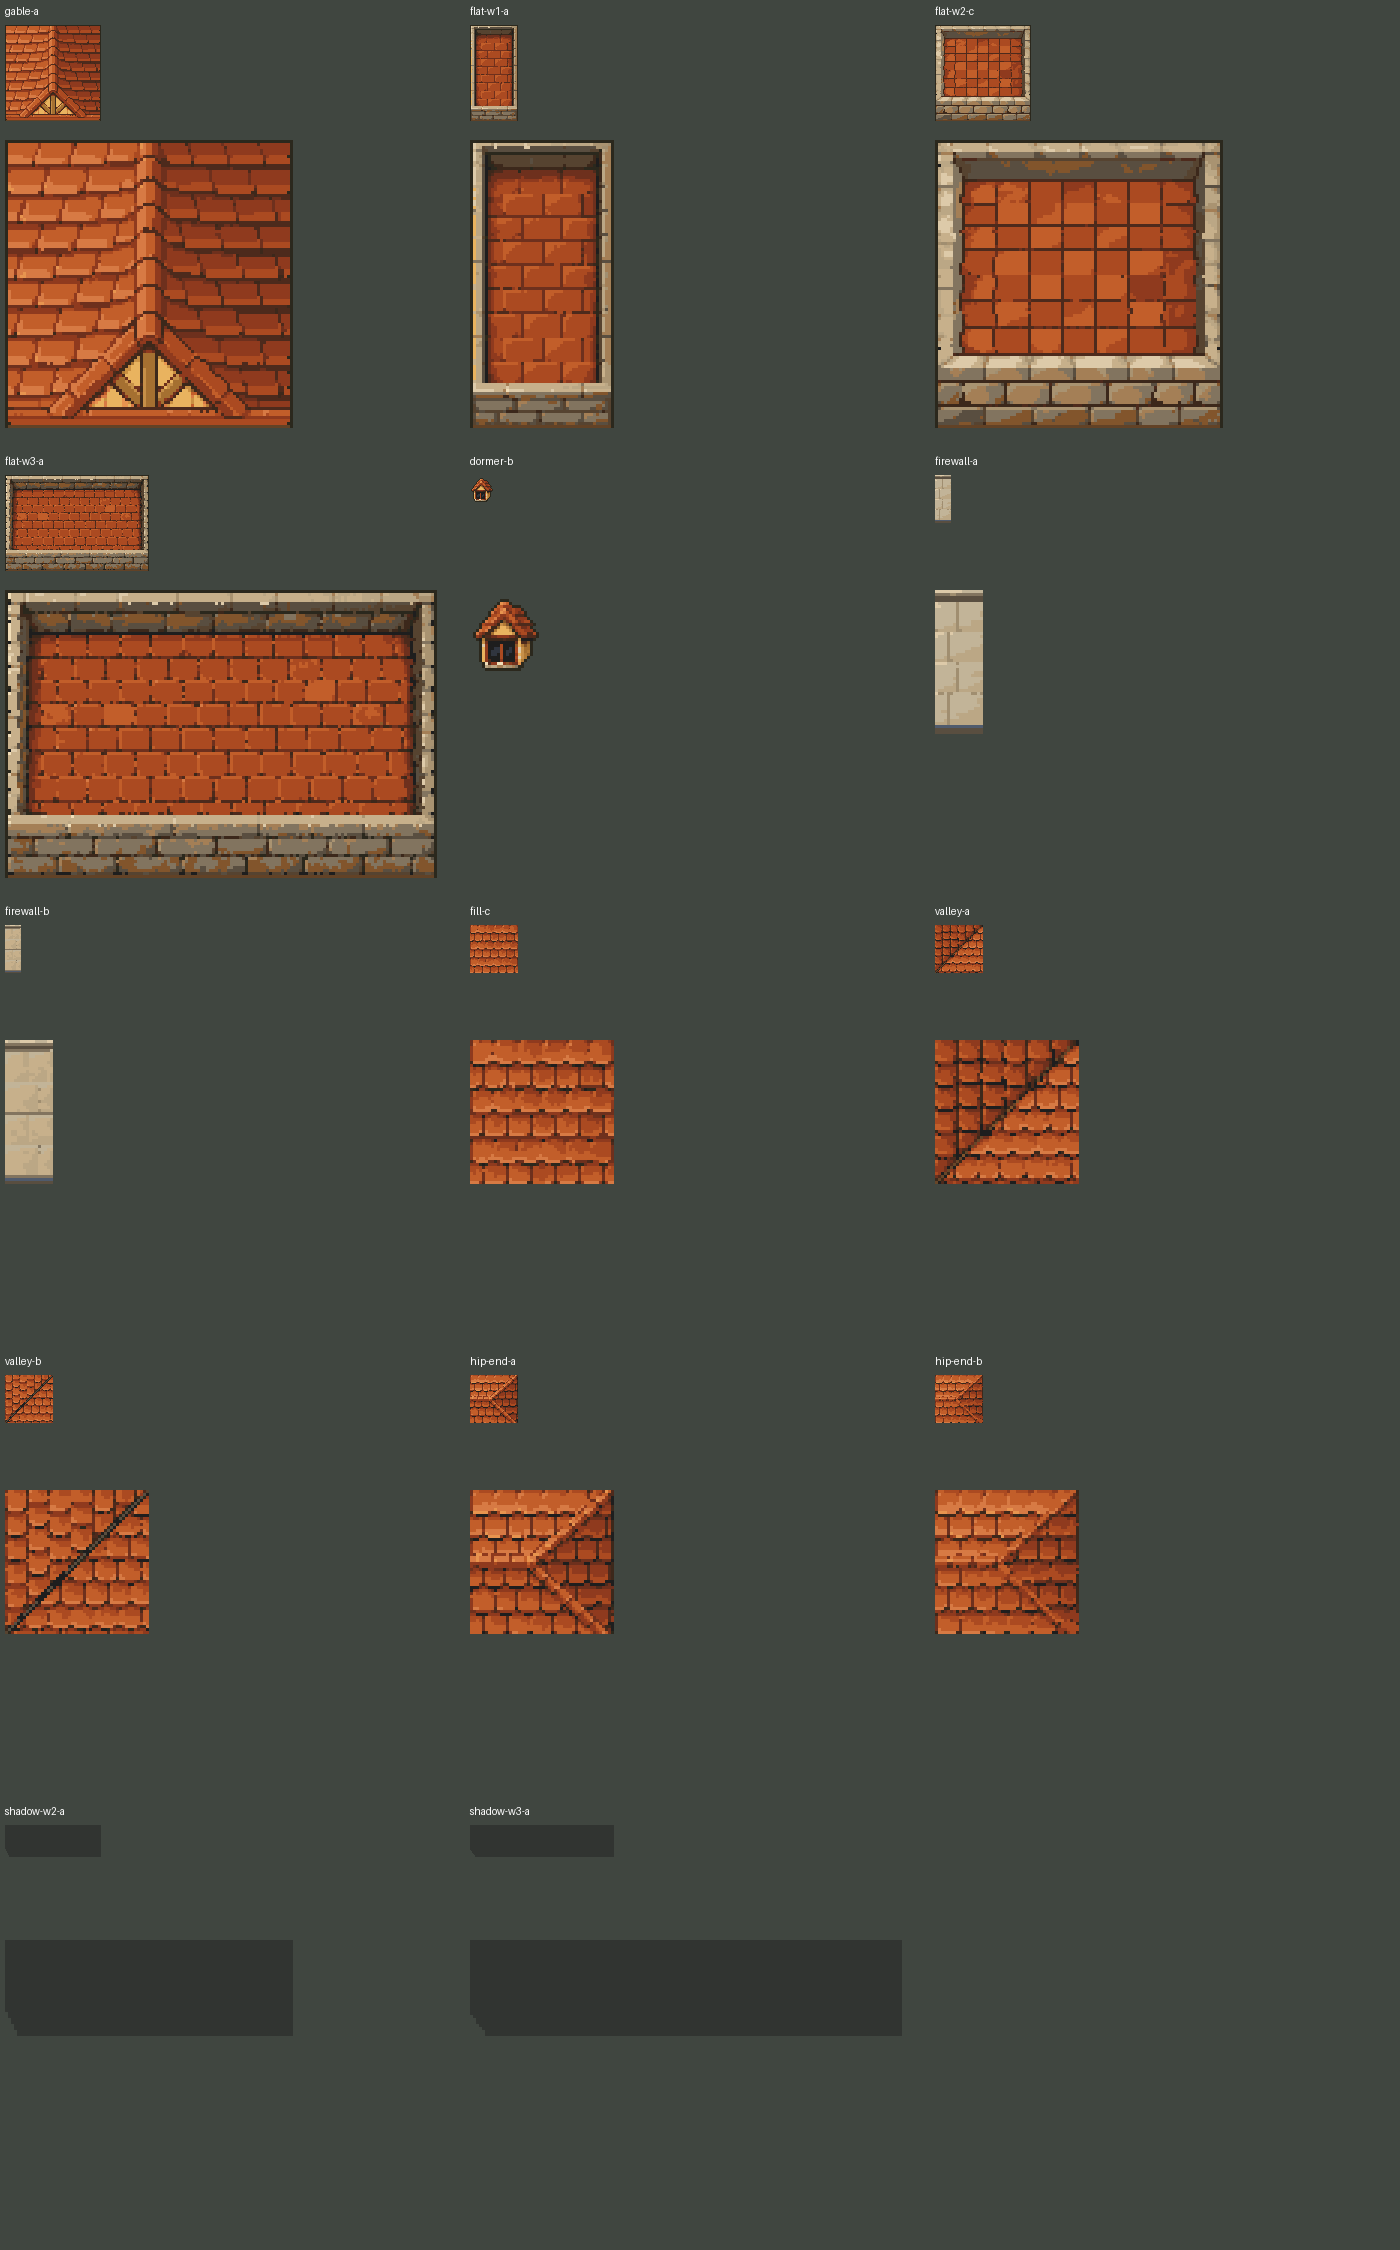 gable-a
flat-w1-a
flat-w2-c
flat-w3-a
dormer-b
firewall-a
firewall-b
fill-c
valley-a
valley-b
hip-end-a
hip-end-b
shadow-w2-a
shadow-w3-a